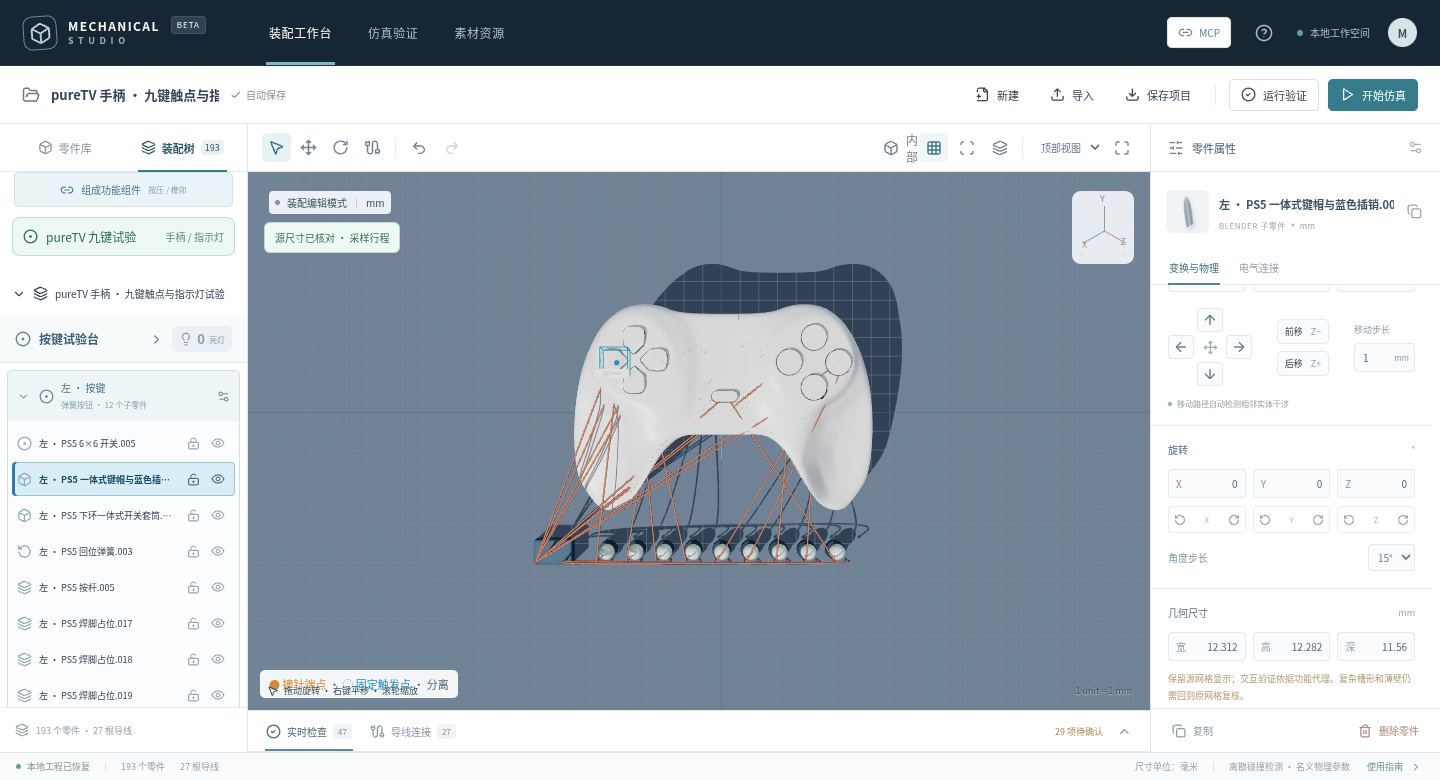 MECHANICAL
STUDIO
BETA
装配工作台
仿真验证
素材资源
MCP
本地工作空间
M
pureTV 手柄 · 九键触点与指
自动保存
新建
导入
保存项目
运行验证
开始仿真
零件库
装配树 193
内部
顶部视图
零件属性
组成功能组件 按压 / 榫卯
pureTV 九键试验 手柄 / 指示灯
pureTV 手柄 · 九键触点与指示灯试验
按键试验台
0 亮灯
左 · 按键
弹簧按钮 · 12 个子零件
左 · PS5 6×6 开关.005
左 · PS5 一体式键帽与蓝色插···
左 · PS5 下环一体式开关套筒.···
左 · PS5 回位弹簧.003
左 · PS5 按杆.005
左 · PS5 焊脚占位.017
左 · PS5 焊脚占位.018
左 · PS5 焊脚占位.019
193 个零件 · 27 根导线
装配编辑模式 mm
源尺寸已核对 · 采样行程
Y
X
Z
撞针端点 · 固定触发点 · 分离
拖动旋转 · 右键平移 · 滚轮缩放
1 unit = 1 mm
实时检查 47
导线连接 27
29 项待确认
左 · PS5 一体式键帽与蓝色插销.00
BLENDER 子零件 · mm
变换与物理
电气连接
前移 Z−
后移 Z+
移动步长
1 mm
移动路径自动检测相邻实体干涉
旋转 °
X 0
Y 0
Z 0
X
Y
Z
角度步长
15°
几何尺寸 mm
宽 12.312
高 12.282
深 11.56
保留源网格显示；交互验证依据功能代理。复杂槽形和薄壁仍
需回到原网格复核。
复制
删除零件
本地工程已恢复
193 个零件 27 根导线
尺寸单位：毫米
离散碰撞检测 · 名义物理参数
使用指南